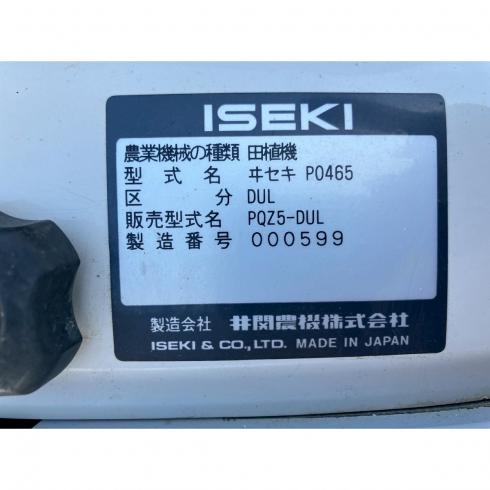 ISEKI
農業機械の種類 田植機
型式名 ヰセキ P0465
区分 DUL
販売型式名 PQZ5-DUL
製造番号 000599
製造会社 井関農機株式会社
ISEKI & CO., LTD. MADE IN JAPAN